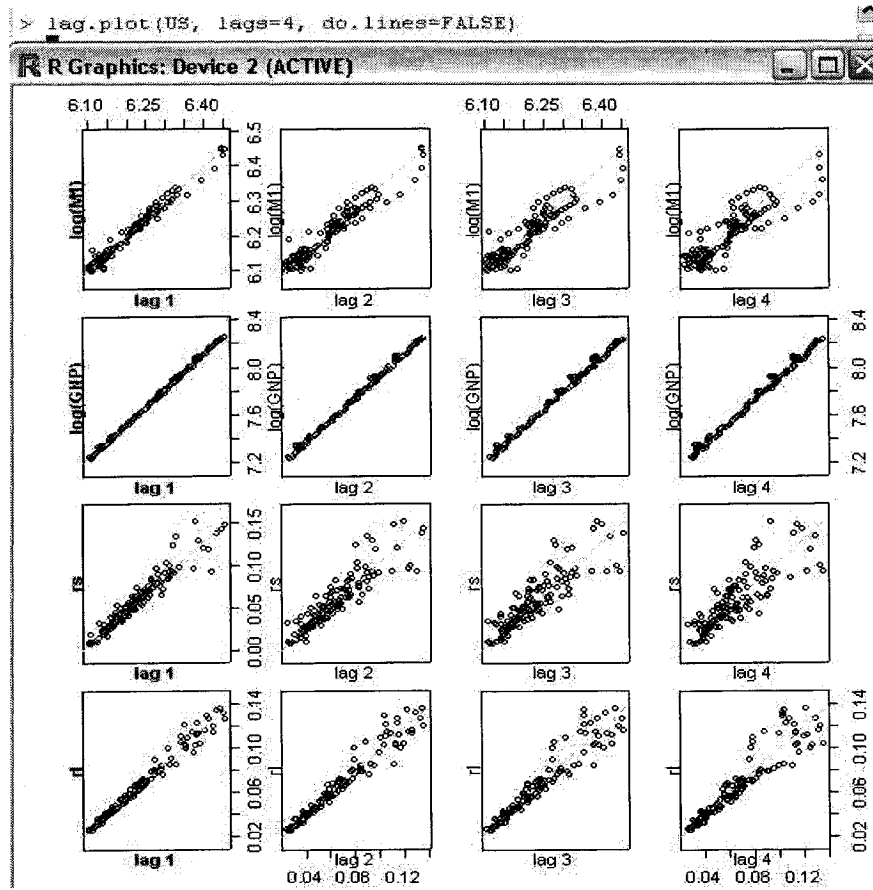 > lag.plot(US, lags=4, do.lines=FALSE)
R R Graphics: Device 2 (ACTIVE)
6.10 6.25 6.40 6.10 6.25 6.40
log(M1) log(M1) log(M1) log(M1)
6.1 6.2 6.3 6.4 6.5
lag 1 lag 2 lag 3 lag 4
log(GNP) log(GNP) log(GNP) log(GNP)
7.2 7.6 8.0 8.4 7.2 7.6 8.0 8.4
lag 1 lag 2 lag 3 lag 4
rs rs rs rs
0.00 0.05 0.10 0.15
lag 1 lag 2 lag 3 lag 4
rl rl rl rl
0.02 0.06 0.10 0.14 0.02 0.06 0.10 0.14
lag 1 lag 2 lag 3 lag 4
0.04 0.08 0.12 0.04 0.08 0.12